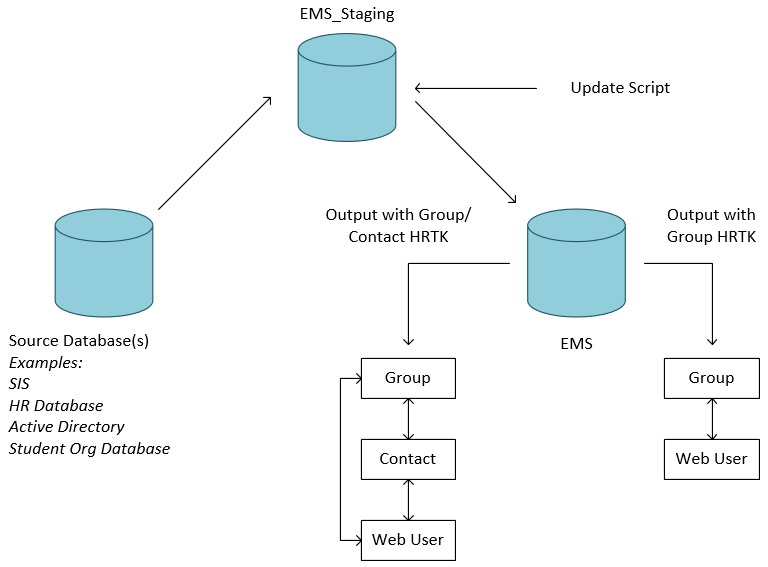 EMS_Staging
Update Script
Output with Group/
Contact HRTK
Output with
Group HRTK
Source Database(s)
Examples:
SIS
HR Database
Active Directory
Student Org Database
EMS
Group
Contact
Web User
Group
Web User